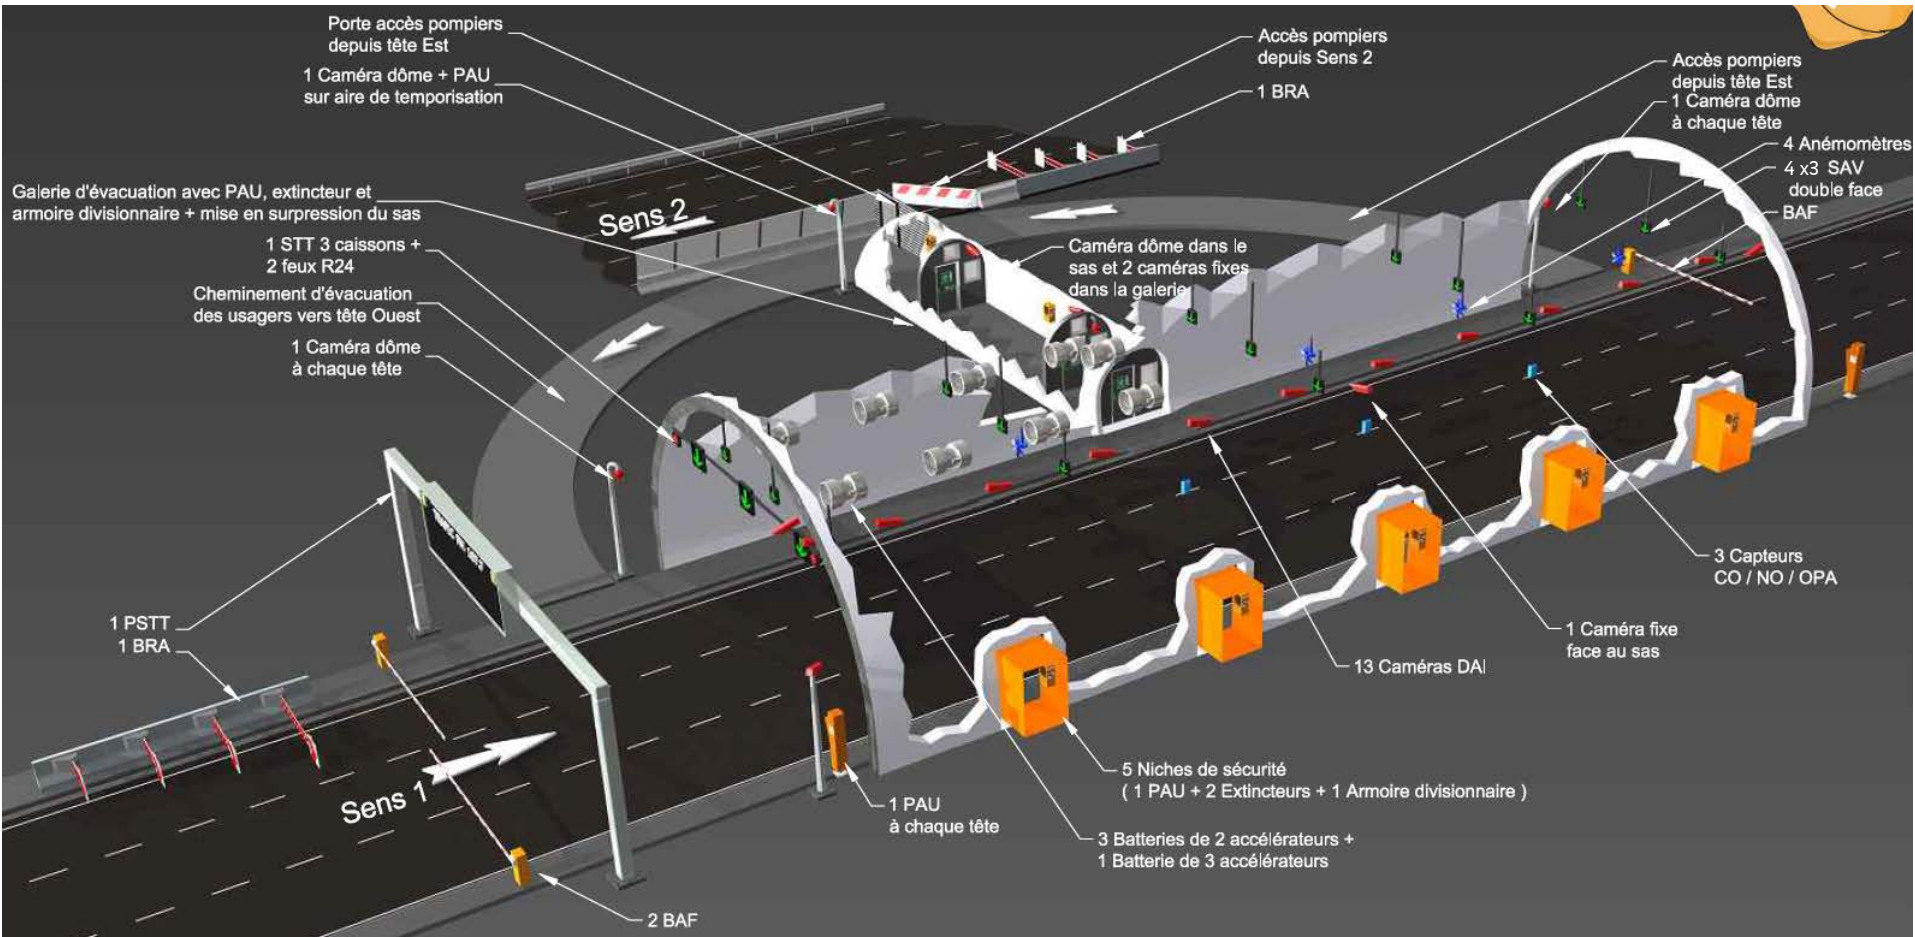 Porte accès pompiers
depuis tête Est
1 Caméra dôme + PAU
sur aire de temporisation
Accès pompiers
depuis Sens 2
1 BRA
Accès pompiers
depuis tête Est
1 Caméra dôme
à chaque tête
4 Anémomètres
4 x3 SAV
double face
BAF
Galerie d'évacuation avec PAU, extincteur et
armoire divisionnaire + mise en surpression du sas
Sens 2
1 STT 3 caissons +
2 feux R24
Caméra dôme dans le
sas et 2 caméras fixes
dans la galerie
Cheminement d'évacuation
des usagers vers tête Ouest
1 Caméra dôme
à chaque tête
3 Capteurs
CO / NO / OPA
1 PSTT
1 BRA
1 Caméra fixe
face au sas
13 Caméras DAI
Sens 1
5 Niches de sécurité
( 1 PAU + 2 Extincteurs + 1 Armoire divisionnaire )
1 PAU
à chaque tête
3 Batteries de 2 accélérateurs +
1 Batterie de 3 accélérateurs
2 BAF